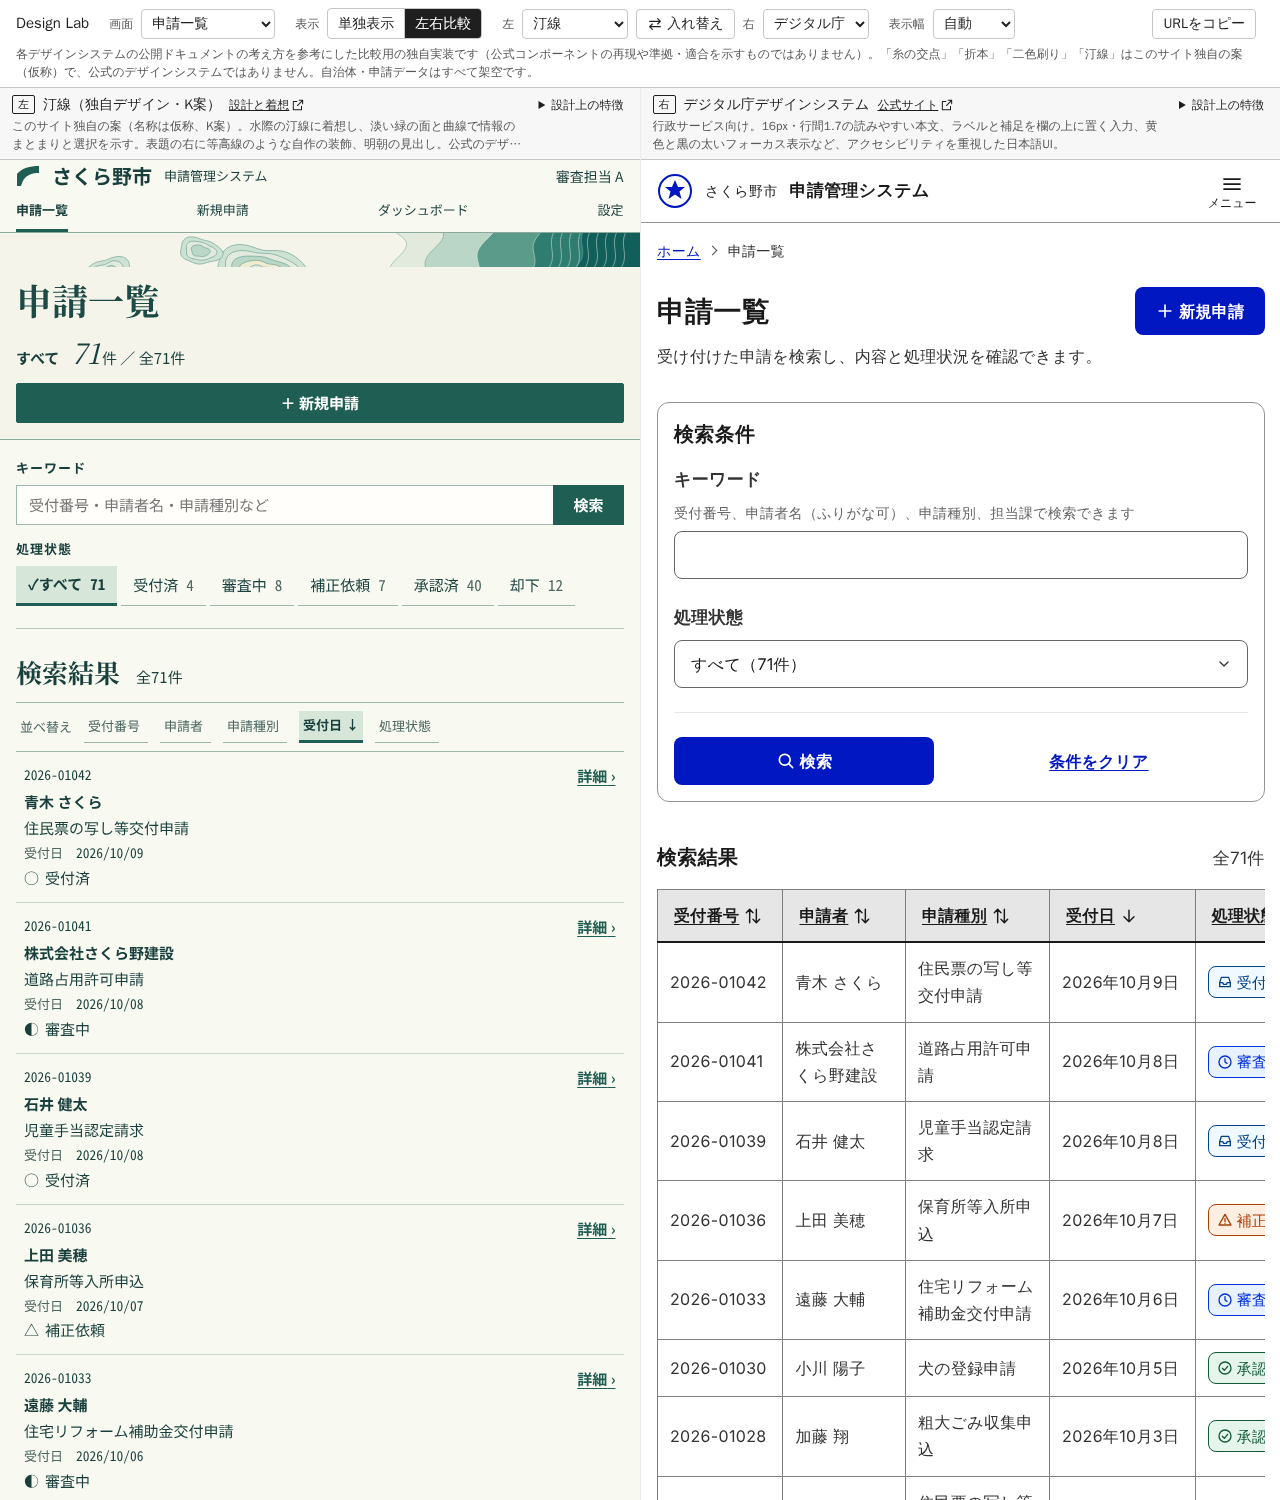 Design Lab 画面 申請一覧 表示 単独表示 左右比較 左 汀線 ⇄ 入れ替え 右 デジタル庁 表示幅 自動 URLをコピー
各デザインシステムの公開ドキュメントの考え方を参考にした比較用の独自実装です（公式コンポーネントの再現や準拠・適合を示すものではありません）。「糸の交点」「折本」「二色刷り」「汀線」はこのサイト独自の案
（仮称）で、公式のデザインシステムではありません。自治体・申請データはすべて架空です。
左 汀線（独自デザイン・K案） 設計と着想 ▶ 設計上の特徴
このサイト独自の案（名称は仮称、K案）。水際の汀線に着想し、淡い緑の面と曲線で情報の
まとまりと選択を示す。表題の右に等高線のような自作の装飾、明朝の見出し。公式のデザ…
さくら野市 申請管理システム 審査担当 A
申請一覧 新規申請 ダッシュボード 設定
申請一覧
すべて 71件 ／ 全71件
＋ 新規申請
キーワード
受付番号・申請者名・申請種別など 検索
処理状態
✓すべて 71 受付済 4 審査中 8 補正依頼 7 承認済 40 却下 12
検索結果 全71件
並べ替え 受付番号 申請者 申請種別 受付日 ↓ 処理状態
2026-01042 詳細 ›
青木 さくら
住民票の写し等交付申請
受付日 2026/10/09
○ 受付済
2026-01041 詳細 ›
株式会社さくら野建設
道路占用許可申請
受付日 2026/10/08
◐ 審査中
2026-01039 詳細 ›
石井 健太
児童手当認定請求
受付日 2026/10/08
○ 受付済
2026-01036 詳細 ›
上田 美穂
保育所等入所申込
受付日 2026/10/07
△ 補正依頼
2026-01033 詳細 ›
遠藤 大輔
住宅リフォーム補助金交付申請
受付日 2026/10/06
◐ 審査中
右 デジタル庁デザインシステム 公式サイト ▶ 設計上の特徴
行政サービス向け。16px・行間1.7の読みやすい本文、ラベルと補足を欄の上に置く入力、黄
色と黒の太いフォーカス表示など、アクセシビリティを重視した日本語UI。
さくら野市 申請管理システム メニュー
ホーム 申請一覧
申請一覧 ＋ 新規申請
受け付けた申請を検索し、内容と処理状況を確認できます。
検索条件
キーワード
受付番号、申請者名（ふりがな可）、申請種別、担当課で検索できます
処理状態
すべて（71件）
検索 条件をクリア
検索結果 全71件
受付番号 申請者 申請種別 受付日 ↓ 処理状
2026-01042 青木 さくら 住民票の写し等交付申請 2026年10月9日 受付
2026-01041 株式会社さくら野建設 道路占用許可申請 2026年10月8日 審査
2026-01039 石井 健太 児童手当認定請求 2026年10月8日 受付
2026-01036 上田 美穂 保育所等入所申込 2026年10月7日 補正
2026-01033 遠藤 大輔 住宅リフォーム補助金交付申請 2026年10月6日 審査
2026-01030 小川 陽子 犬の登録申請 2026年10月5日 承認
2026-01028 加藤 翔 粗大ごみ収集申込 2026年10月3日 承認
住民票の写し等